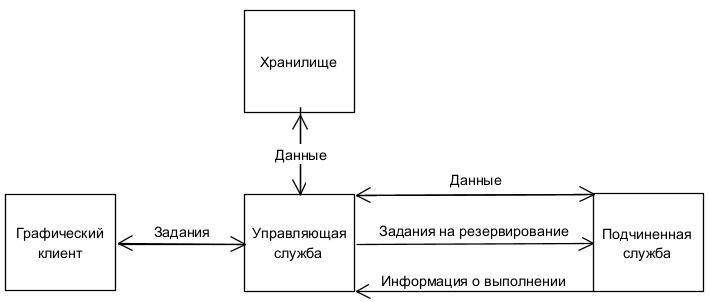 Хранилище
Данные
Данные
Графический
клиент
Задания
Управляющая
служба
Задания на резервирование
Подчиненная
служба
Информация о выполнении